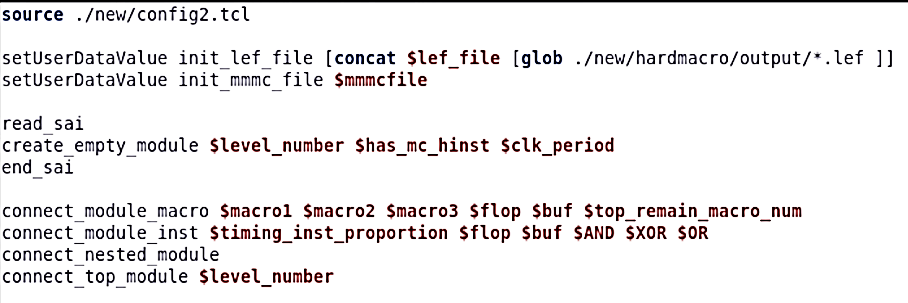 source ./new/config2.tcl
setUserDataValue init_lef_file [concat $lef_file [glob ./new/hardmacro/output/*.lef ]]
setUserDataValue init_mmmc_file $mmmcfile
read_sai
create_empty_module $level_number $has_mc_hinst $clk_period
end_sai
connect_module_macro $macro1 $macro2 $macro3 $flop $buf $top_remain_macro_num
connect_module_inst $timing_inst_proportion $flop $buf $AND $XOR $OR
connect_nested_module
connect_top_module $level_number